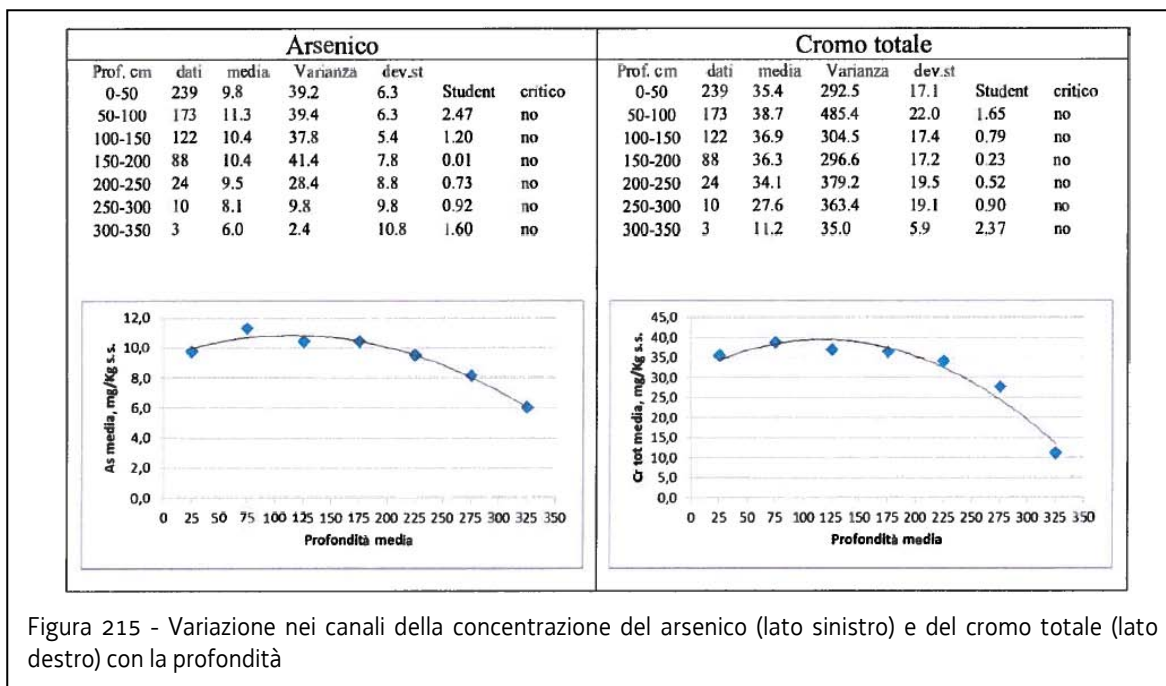 Arsenico
Prof. cm dati media Varianza dev.st
0-50 239 9.8 39.2 6.3 Student critico
50-100 173 11.3 39.4 6.3 2.47 no
100-150 122 10.4 37.8 5.4 1.20 no
150-200 88 10.4 41.4 7.8 0.01 no
200-250 24 9.5 28.4 8.8 0.73 no
250-300 10 8.1 9.8 9.8 0.92 no
300-350 3 6.0 2.4 10.8 1.60 no
12,0
10,0
8,0
6,0
4,0
2,0
0,0
As media, mg/Kg s.s.
0 25 50 75 100 125 150 175 200 225 250 275 300 325 350
Profondità media
Cromo totale
Prof. cm dati media Varianza dev.st
0-50 239 35.4 292.5 17.1 Student critico
50-100 173 38.7 485.4 22.0 1.65 no
100-150 122 36.9 304.5 17.4 0.79 no
150-200 88 36.3 296.6 17.2 0.23 no
200-250 24 34.1 379.2 19.5 0.52 no
250-300 10 27.6 363.4 19.1 0.90 no
300-350 3 11.2 35.0 5.9 2.37 no
45,0
40,0
35,0
30,0
25,0
20,0
15,0
10,0
5,0
0,0
Cr tot media, mg/Kg s.s.
0 25 50 75 100 125 150 175 200 225 250 275 300 325 350
Profondità media
Figura 215 - Variazione nei canali della concentrazione del arsenico (lato sinistro) e del cromo totale (lato
destro) con la profondità